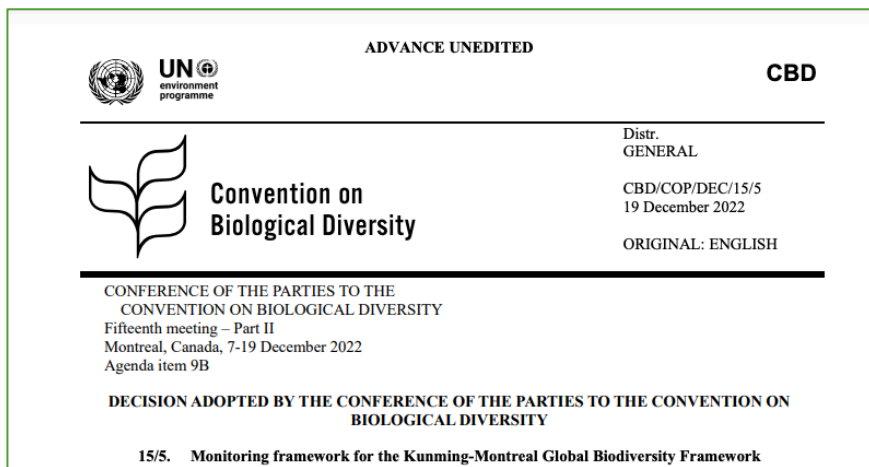 ADVANCE UNEDITED
UN
environment
programme
CBD
Distr.
GENERAL
CBD/COP/DEC/15/5
19 December 2022
ORIGINAL: ENGLISH
Convention on
Biological Diversity
CONFERENCE OF THE PARTIES TO THE
CONVENTION ON BIOLOGICAL DIVERSITY
Fifteenth meeting – Part II
Montreal, Canada, 7-19 December 2022
Agenda item 9B
DECISION ADOPTED BY THE CONFERENCE OF THE PARTIES TO THE CONVENTION ON
BIOLOGICAL DIVERSITY
15/5. Monitoring framework for the Kunming-Montreal Global Biodiversity Framework